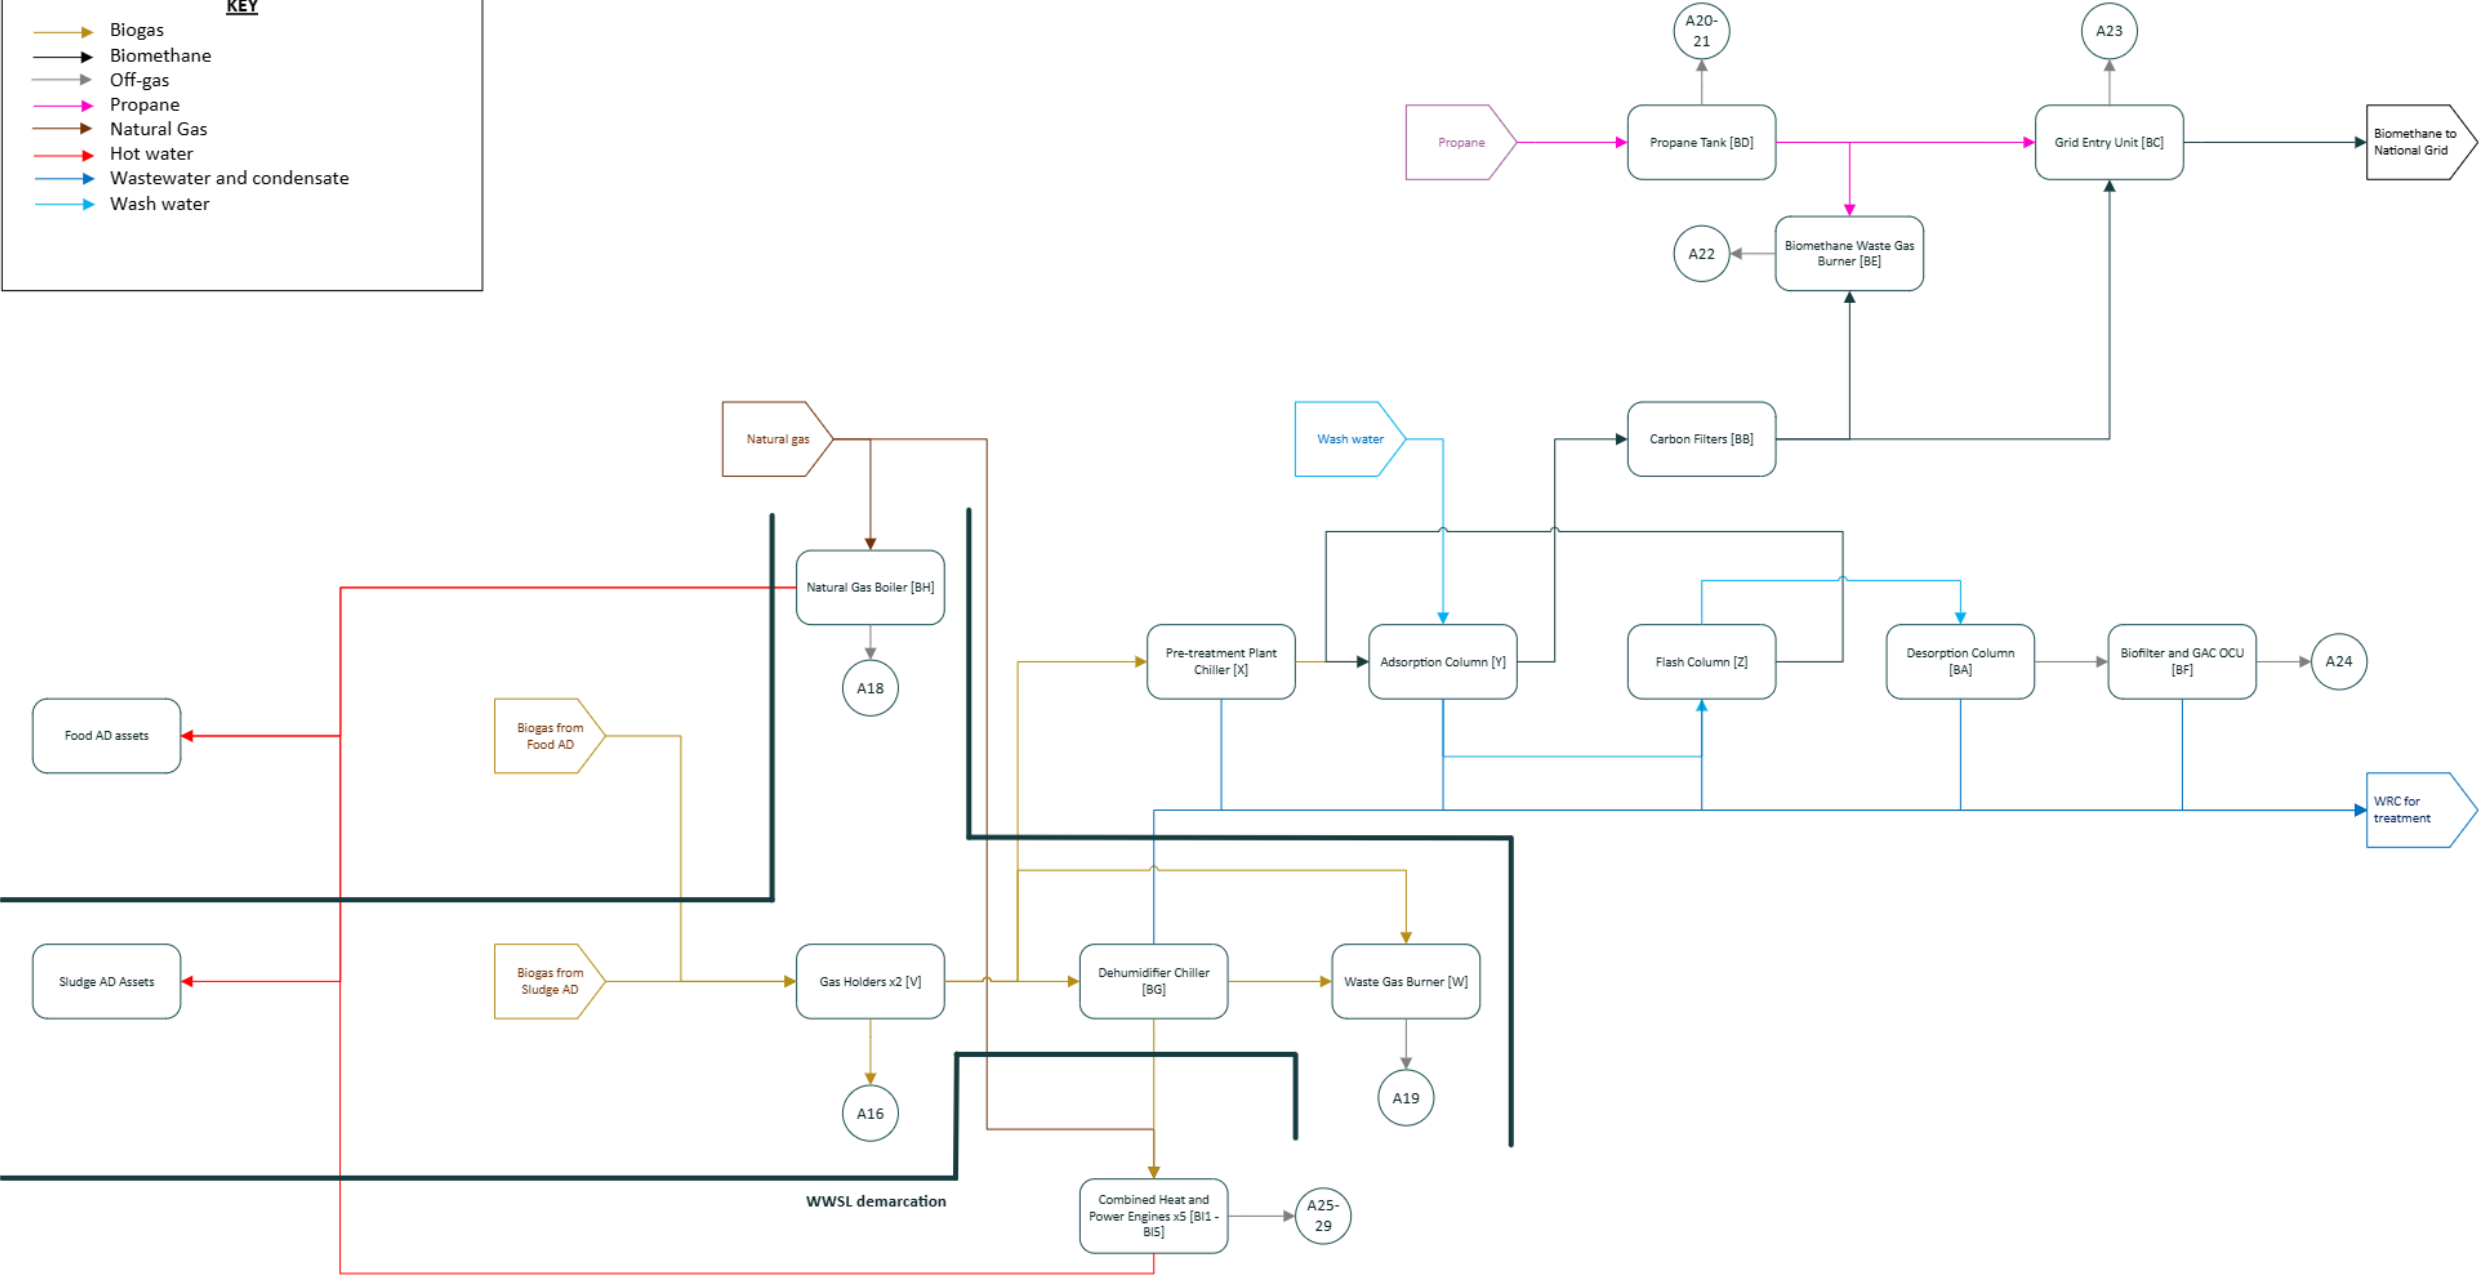 KEY
Biogas
Biomethane
Off-gas
Propane
Natural Gas
Hot water
Wastewater and condensate
Wash water
A20-
21
A23
Propane
Propane Tank [BD]
Grid Entry Unit [BC]
Biomethane to
National Grid
A22
Biomethane Waste Gas
Burner [BE]
Natural gas
Wash water
Carbon Filters [BB]
Natural Gas Boiler [BH]
A18
Pre-treatment Plant
Chiller [X]
Adsorption Column [Y]
Flash Column [Z]
Desorption Column
[BA]
Biofilter and GAC OCU
[BF]
A24
Food AD assets
Biogas from
Food AD
WRC for
treatment
Sludge AD Assets
Biogas from
Sludge AD
Gas Holders x2 [V]
Dehumidifier Chiller
[BG]
Waste Gas Burner [W]
A16
A19
WWSL demarcation
Combined Heat and
Power Engines x5 [BI1 -
BI5]
A25-
29